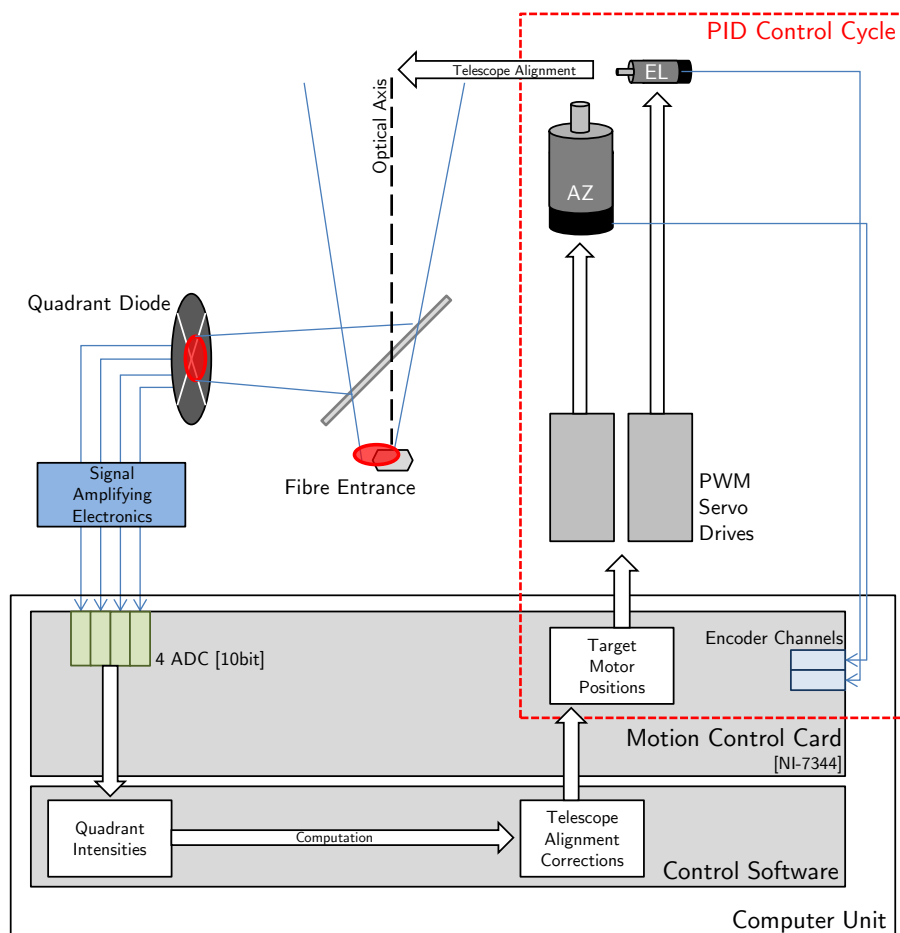 PID Control Cycle
Telescope Alignment
EL
Optical Axis
AZ
Quadrant Diode
Signal
Amplifying
Electronics
Fibre Entrance
PWM
Servo
Drives
4 ADC [10bit]
Target
Motor
Positions
Encoder Channels
Motion Control Card
[NI-7344]
Quadrant
Intensities
Computation
Telescope
Alignment
Corrections
Control Software
Computer Unit